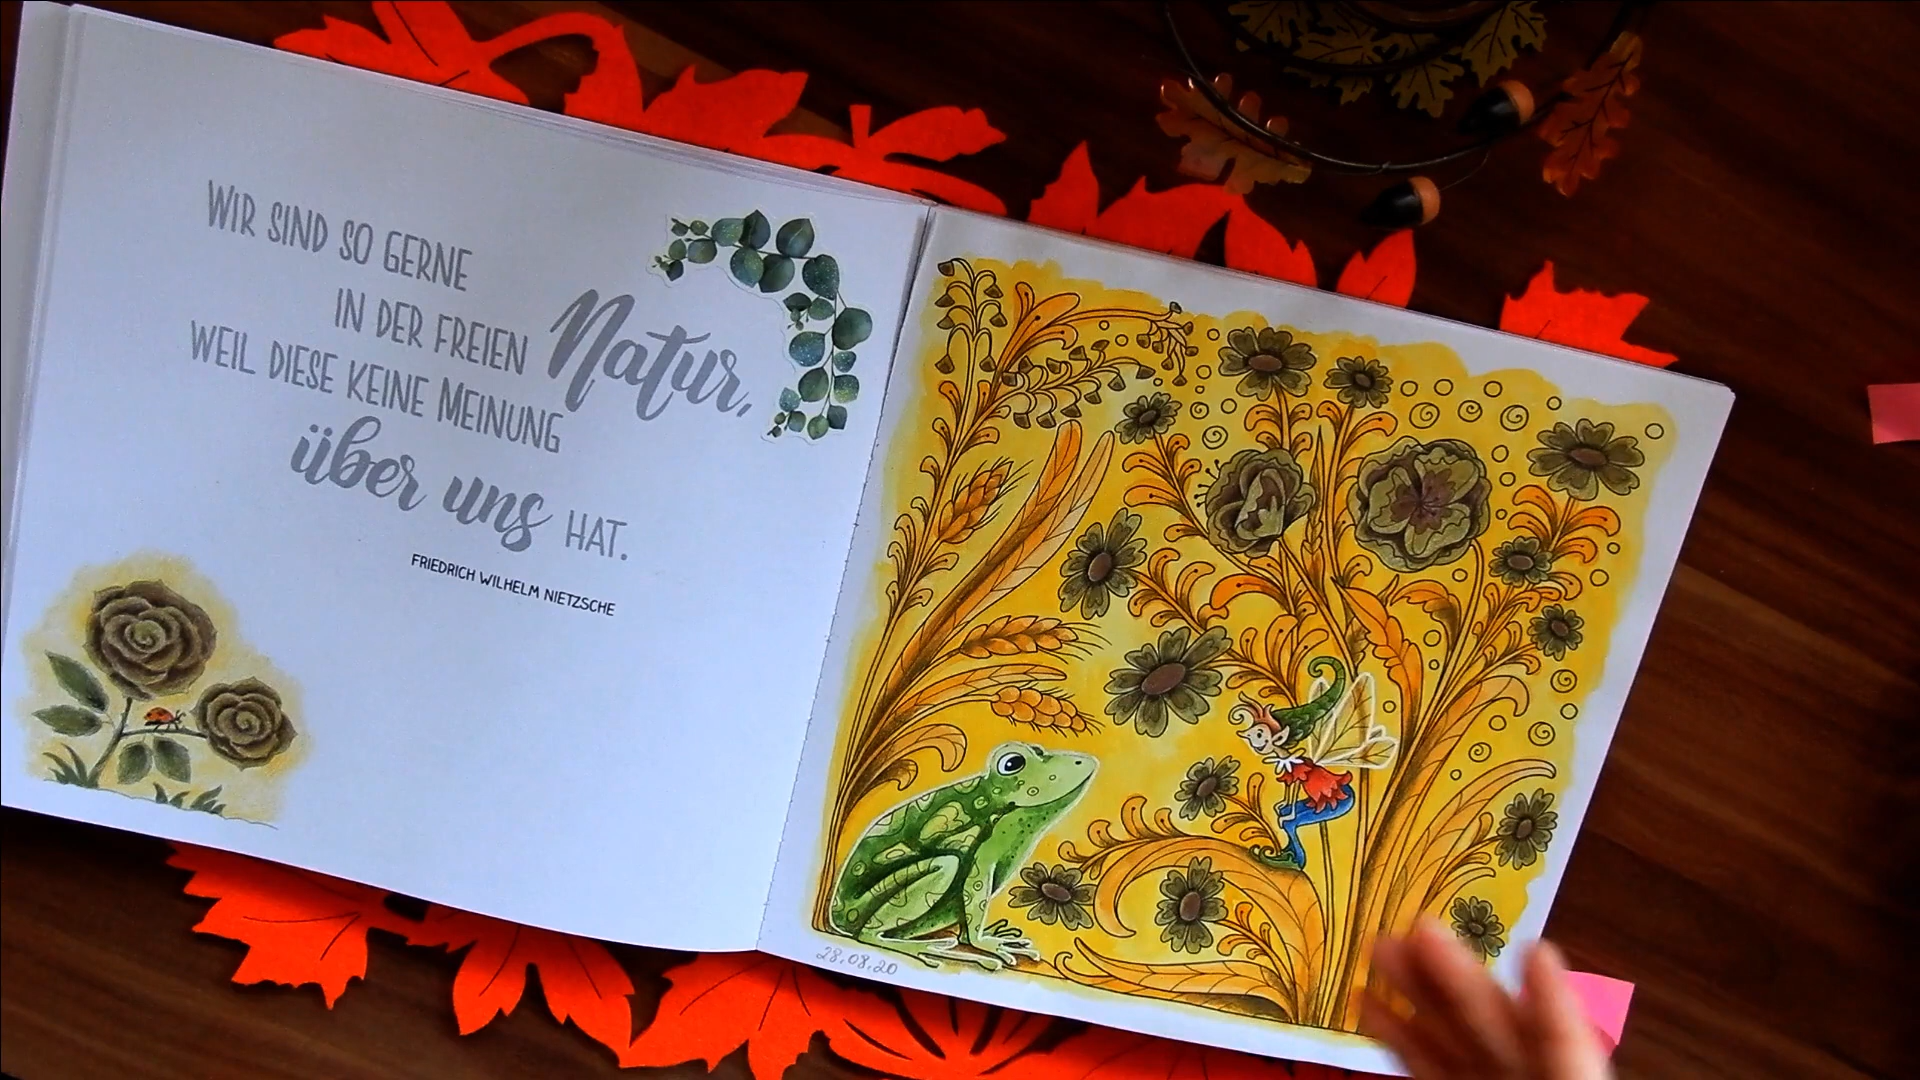 WIR SIND SO GERNE
IN DER FREIEN Natur,
WEIL DIESE KEINE MEINUNG
über uns HAT.
FRIEDRICH WILHELM NIETZSCHE
28.08.20